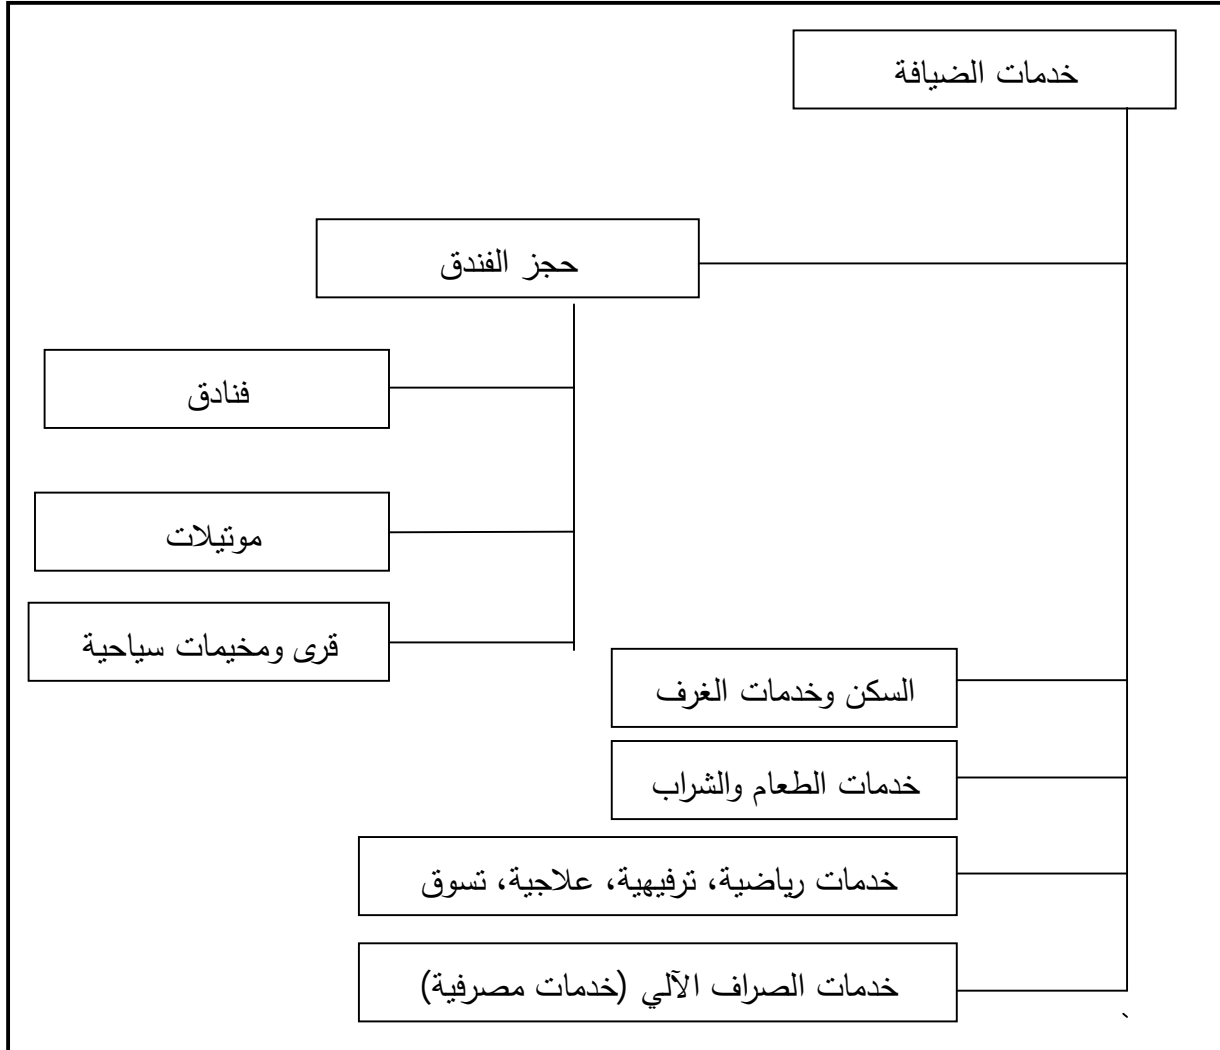 خدمات الضيافة
حجز الفندق
فنادق
موتيلات
قرى ومخيمات سياحية
السكن وخدمات الغرف
خدمات الطعام والشراب
خدمات رياضية، ترفيهية، علاجية، تسوق
خدمات الصراف الآلي (خدمات مصرفية)